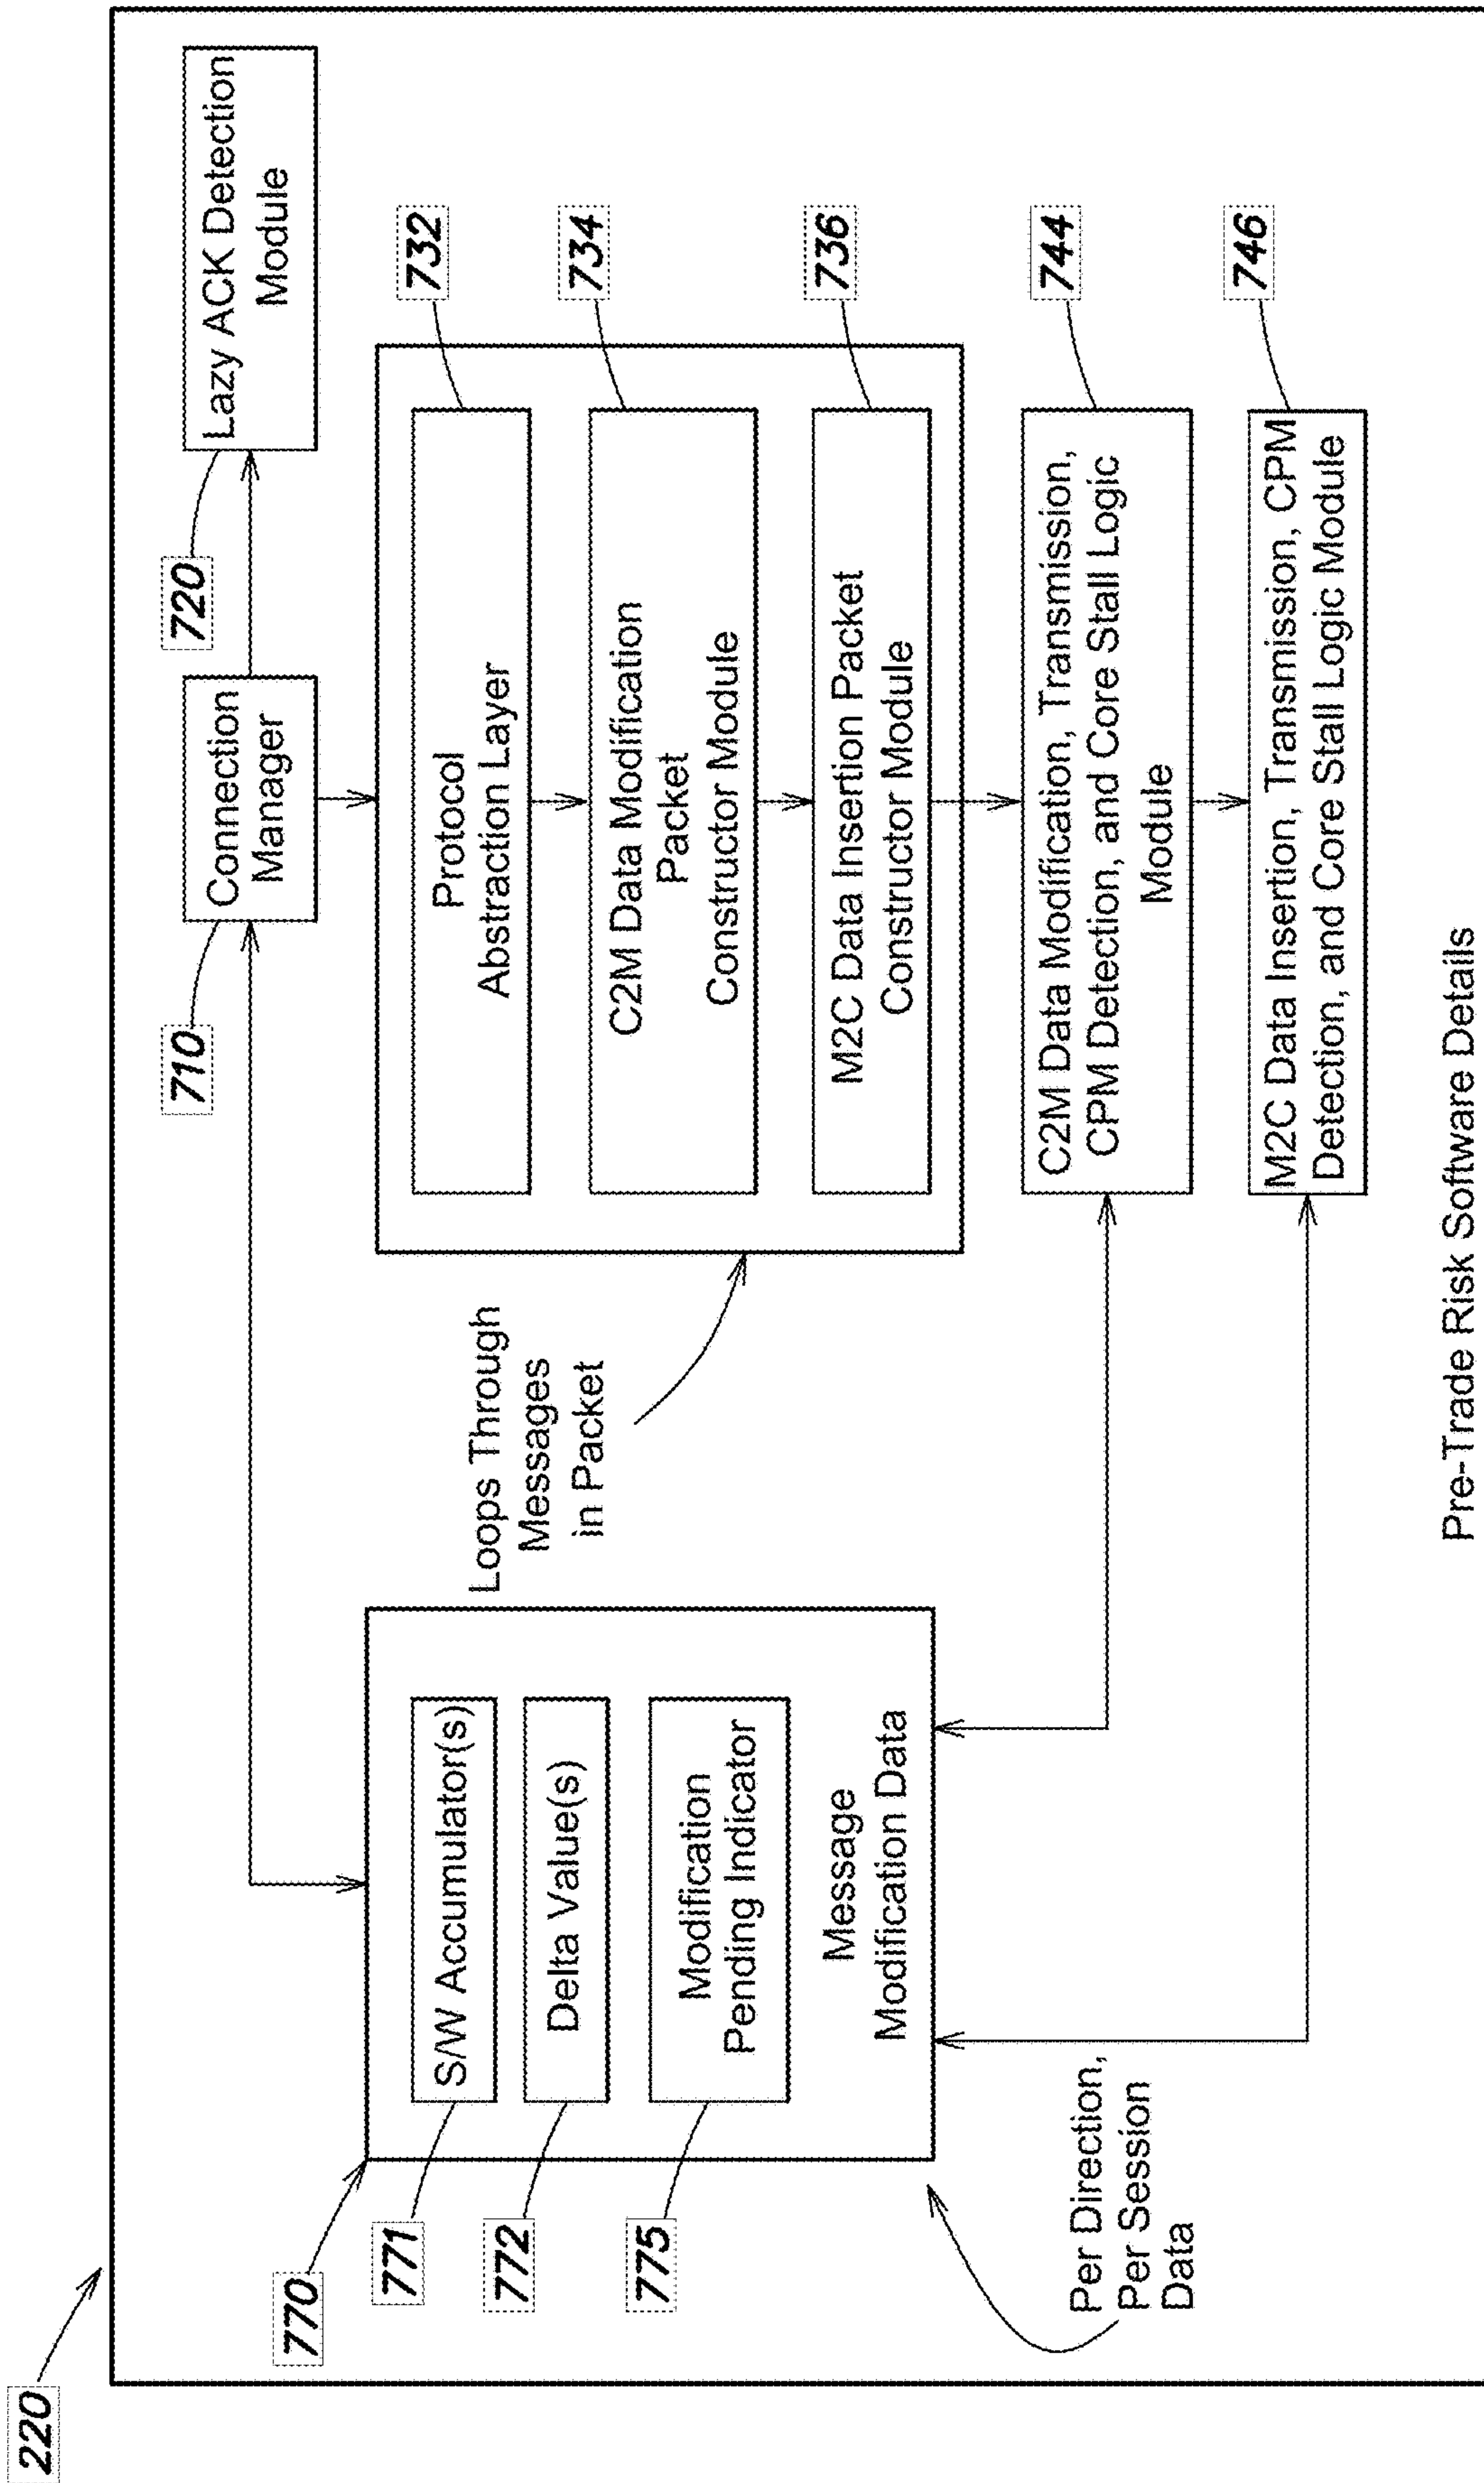 220
710
Connection
Manager
720
Lazy ACK Detection
Module
770
771
S/W Accumulator(s)
772
Delta Value(s)
775
Modification
Pending Indicator
Message
Modification Data
Per Direction,
Per Session
Data
Loops Through
Messages
in Packet
Protocol
Abstraction Layer
732
C2M Data Modification
Packet
Constructor Module
734
M2C Data Insertion Packet
Constructor Module
736
C2M Data Modification, Transmission,
CPM Detection, and Core Stall Logic
Module
744
M2C Data Insertion, Transmission, CPM
Detection, and Core Stall Logic Module
746
Pre-Trade Risk Software Details